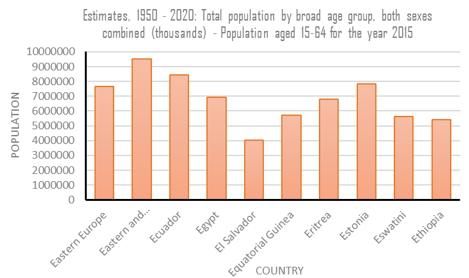 Estimates, 1950 - 2020: Total population by broad age group, both sexes
combined (thousands) - Population aged 15-64 for the year 2015
10000000
9000000
8000000
7000000
6000000
5000000
4000000
3000000
2000000
1000000
0
POPULATION
Eastern Europe
Eastern and...
Ecuador
Egypt
El Salvador
Equatorial Guinea
Eritrea
Estonia
Eswatini
Ethiopia
COUNTRY